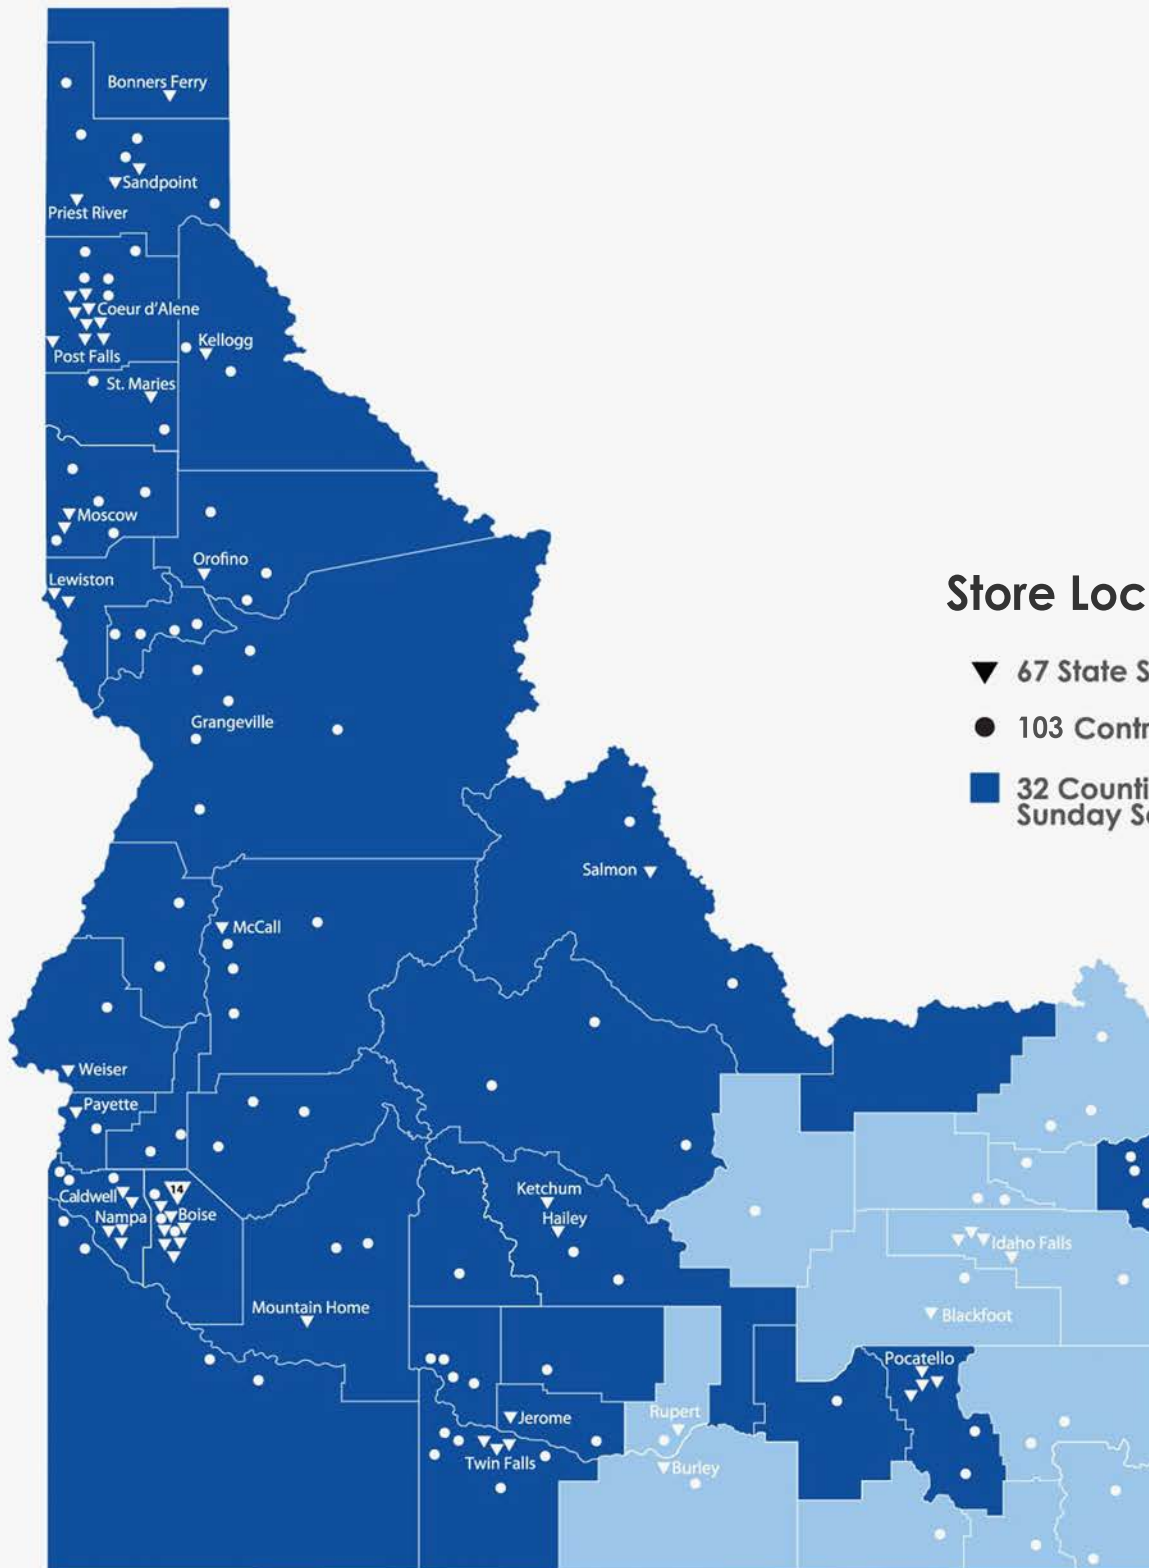 Bonners Ferry
Sandpoint
Priest River
Coeur d'Alene
Kellogg
Post Falls
St. Maries
Moscow
Orofino
Lewiston
Store Loc
67 State S
103 Contr
Grangeville
32 Counti
Sunday Sa
Salmon
McCall
Weiser
Payette
Caldwell
14
Ketchum
Nampa
Boise
Hailey
Idaho Falls
Mountain Home
Blackfoot
Pocatello
Jerome
Rupert
Twin Falls
Burley